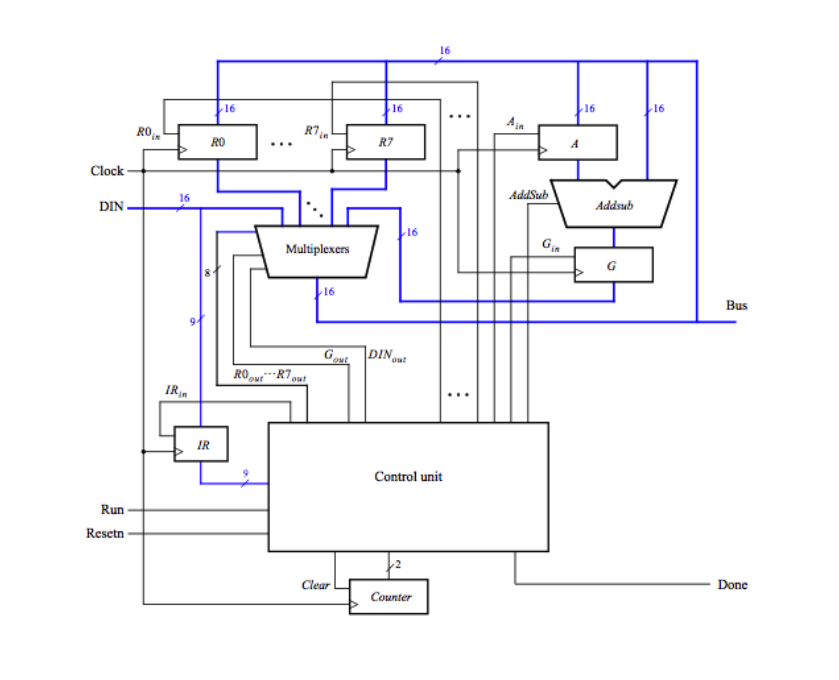 16
16
16
16
16
R0in
R0
...
R7in
R7
...
Ain
A
Clock
DIN
16
AddSub
Addsub
Multiplexers
16
Gin
G
8
16
Bus
9
Gout
DINout
R0out...R7out
IRin
...
IR
9
Control unit
Run
Resetn
2
Clear
Counter
Done